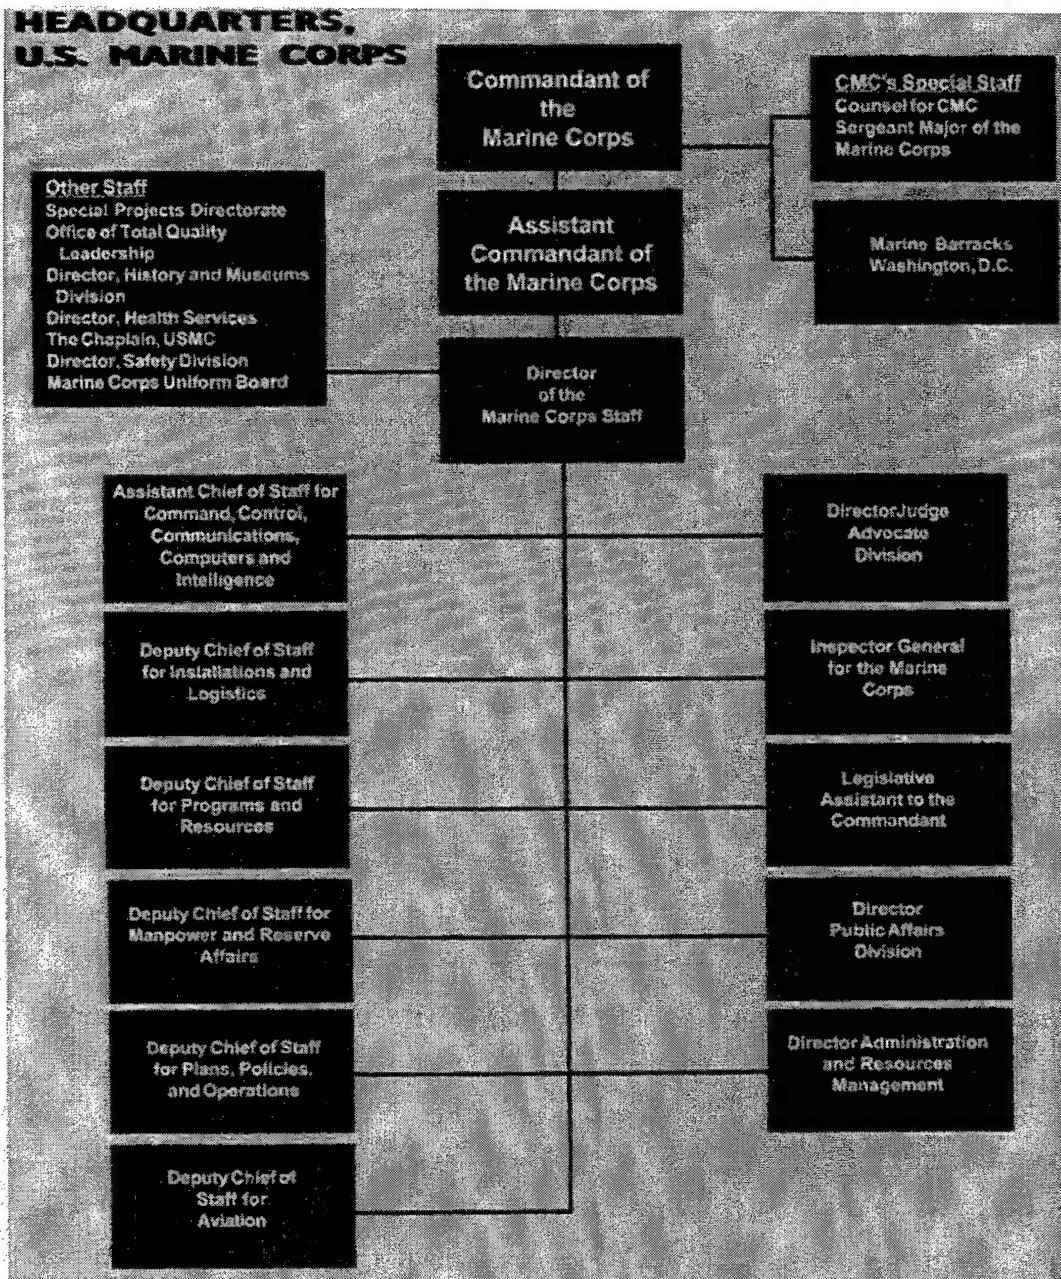 HEADQUARTERS,
U.S. MARINE CORPS
Commandant of
the
Marine Corps
CMC's Special Staff
Counsel for CMC
Sergeant Major of the
Marine Corps
Other Staff
Special Projects Directorate
Office of Total Quality
Leadership
Director, History and Museums
Division
Director, Health Services
The Chaplain, USMC
Director, Safety Division
Marine Corps Uniform Board
Assistant
Commandant of
the Marine Corps
Marine Barracks
Washington, D.C.
Director
of the
Marine Corps Staff
Assistant Chief of Staff for
Command, Control,
Communications,
Computers and
Intelligence
DirectorJudge
Advocate
Division
Deputy Chief of Staff
for Installations and
Logistics
Inspector General
for the Marine
Corps
Deputy Chief of Staff
for Programs and
Resources
Legislative
Assistant to the
Commandant
Deputy Chief of Staff for
Manpower and Reserve
Affairs
Director
Public Affairs
Division
Deputy Chief of Staff
for Plans, Policies,
and Operations
Director Administration
and Resources
Management
Deputy Chief of
Staff for
Aviation